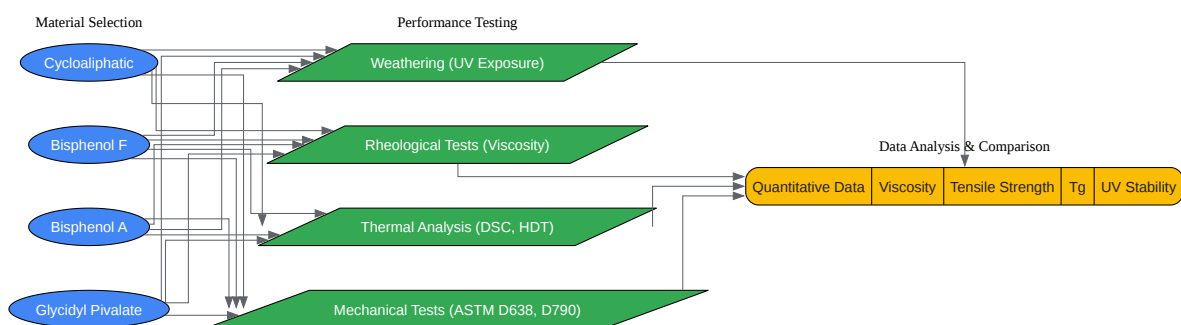 Material Selection
Performance Testing
Cycloaliphatic
Weathering (UV Exposure)
Bisphenol F
Rheological Tests (Viscosity)
Data Analysis & Comparison
Quantitative Data
Viscosity
Tensile Strength
Tg
UV Stability
Bisphenol A
Thermal Analysis (DSC, HDT)
Glycidyl Pivalate
Mechanical Tests (ASTM D638, D790)